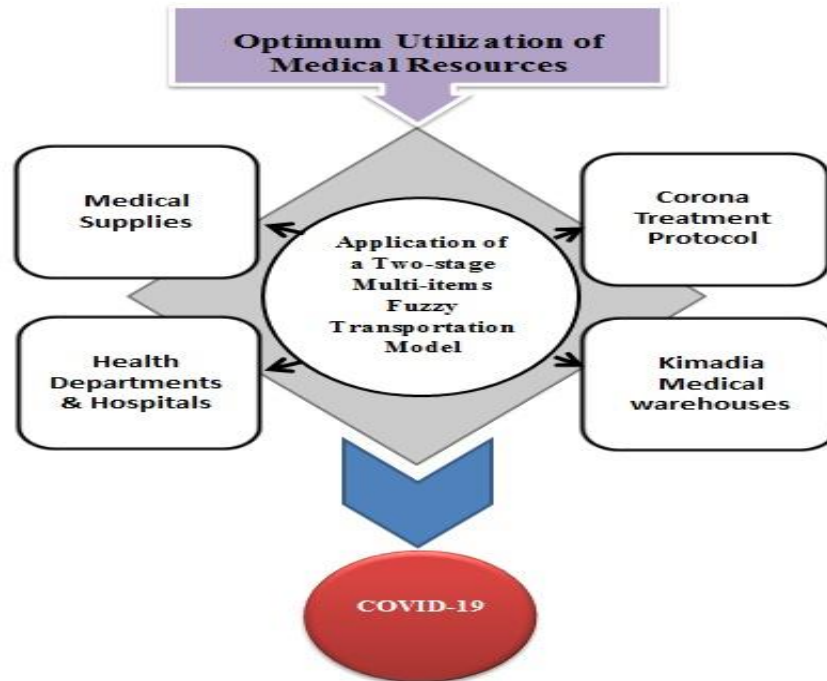 Optimum Utilization of
Medical Resources
Medical
Supplies
Corona
Treatment
Protocol
Application of
a Two-stage
Multi-items
Fuzzy
Transportation
Model
Health
Departments
& Hospitals
Kimadia
Medical
warehouses
COVID-19